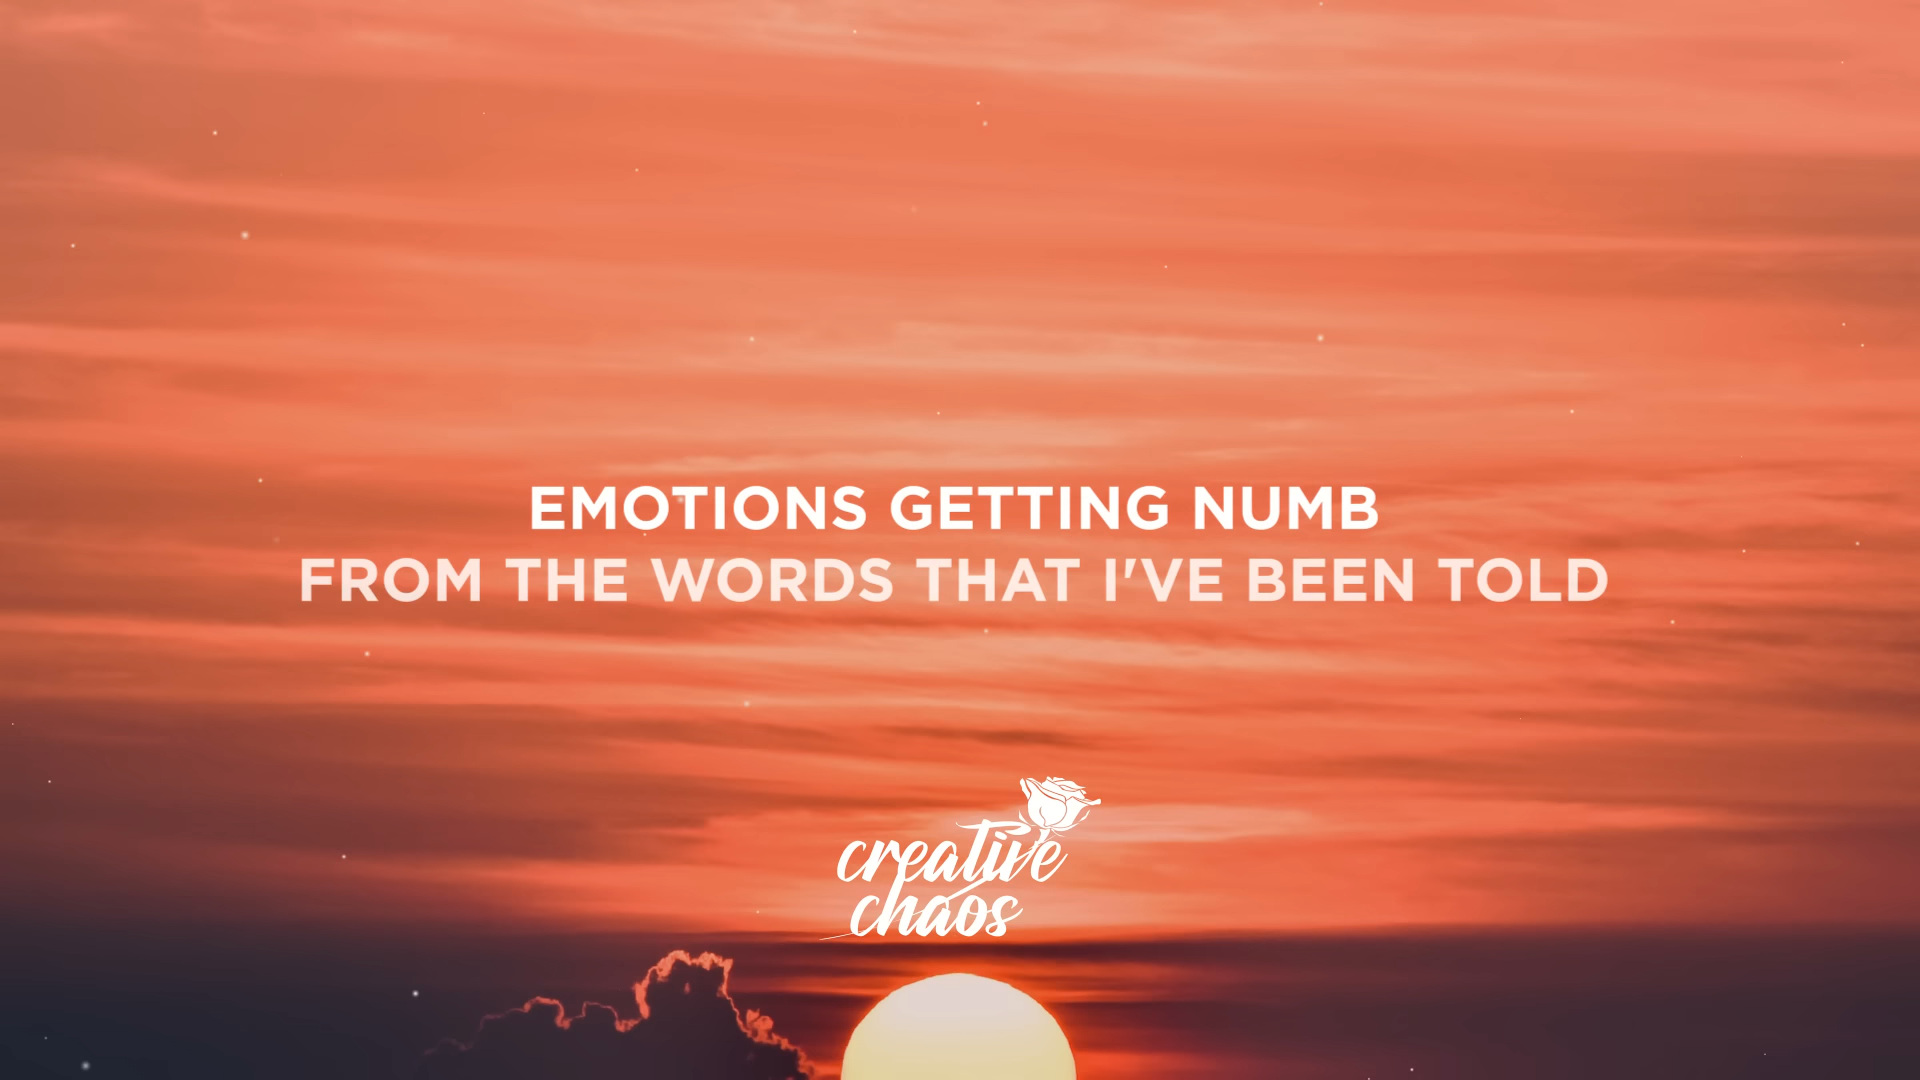 EMOTIONS GETTING NUMB
FROM THE WORDS THAT I'VE BEEN TOLD
creative
chaos